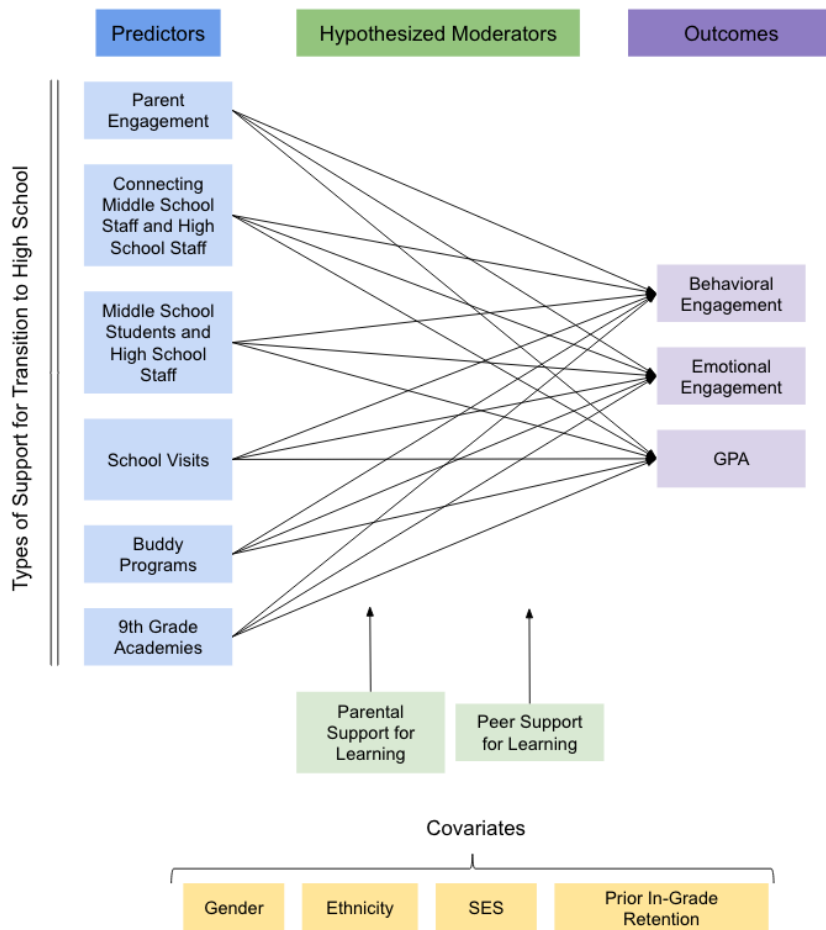 Predictors
Hypothesized Moderators
Outcomes
Types of Support for Transition to High School
Parent
Engagement
Connecting
Middle School
Staff and High
School Staff
Middle School
Students and
High School
Staff
School Visits
Buddy
Programs
9th Grade
Academies
Behavioral
Engagement
Emotional
Engagement
GPA
Parental
Support for
Learning
Peer Support
for Learning
Covariates
Gender
Ethnicity
SES
Prior In-Grade
Retention